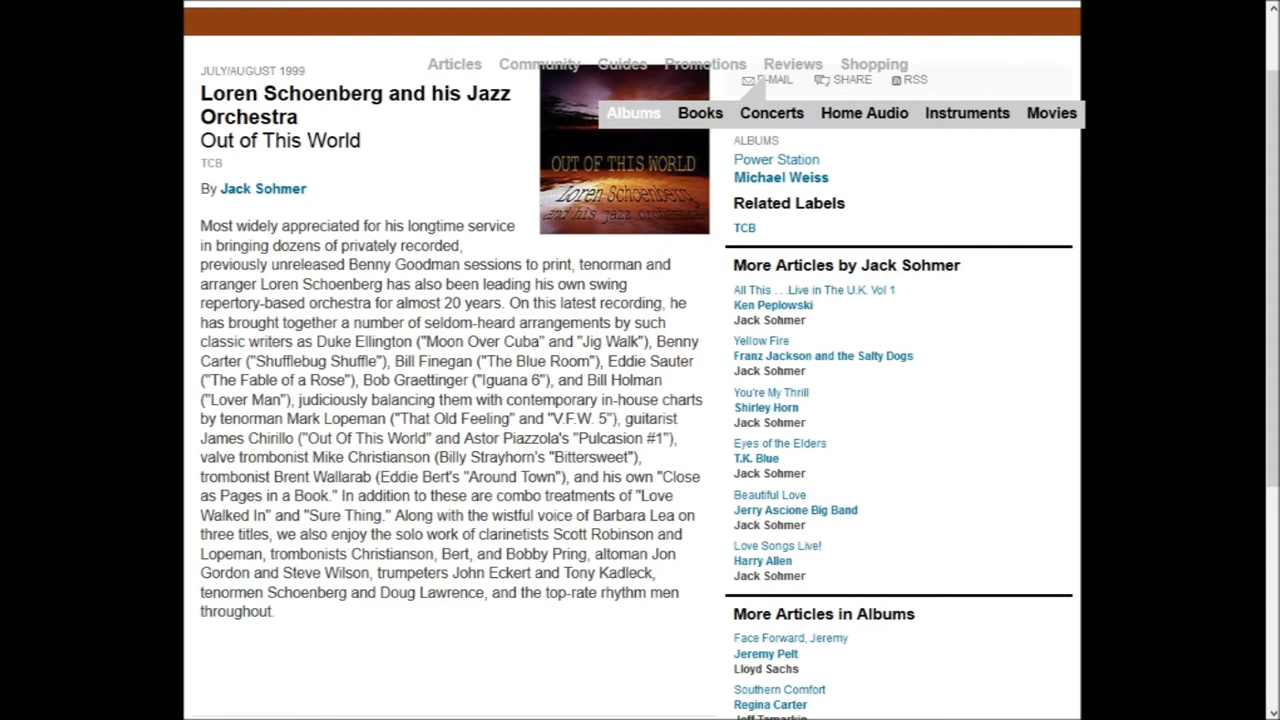 Articles Community Guides Promotions Reviews Shopping
JULY/AUGUST 1999
E-MAIL SHARE RSS
Loren Schoenberg and his Jazz
Orchestra
Out of This World
TCB
By Jack Sohmer
OUT OF THIS WORLD
Loren Schoenberg
and his jazz orchestra
Albums Books Concerts Home Audio Instruments Movies
Most widely appreciated for his longtime service
in bringing dozens of privately recorded,
previously unreleased Benny Goodman sessions to print, tenorman and
arranger Loren Schoenberg has also been leading his own swing
repertory-based orchestra for almost 20 years. On this latest recording, he
has brought together a number of seldom-heard arrangements by such
classic writers as Duke Ellington ("Moon Over Cuba" and "Jig Walk"), Benny
Carter ("Shufflebug Shuffle"), Bill Finegan ("The Blue Room"), Eddie Sauter
("The Fable of a Rose"), Bob Graettinger ("Iguana 6"), and Bill Holman
("Lover Man"), judiciously balancing them with contemporary in-house charts
by tenorman Mark Lopeman ("That Old Feeling" and "V.F.W. 5"), guitarist
James Chirillo ("Out Of This World" and Astor Piazzola's "Pulcasion #1"),
valve trombonist Mike Christianson (Billy Strayhorn's "Bittersweet"),
trombonist Brent Wallarab (Eddie Bert's "Around Town"), and his own "Close
as Pages in a Book." In addition to these are combo treatments of "Love
Walked In" and "Sure Thing." Along with the wistful voice of Barbara Lea on
three titles, we also enjoy the solo work of clarinetists Scott Robinson and
Lopeman, trombonists Christianson, Bert, and Bobby Pring, altoman Jon
Gordon and Steve Wilson, trumpeters John Eckert and Tony Kadleck,
tenormen Schoenberg and Doug Lawrence, and the top-rate rhythm men
throughout.
ALBUMS
Power Station
Michael Weiss
Related Labels
TCB
More Articles by Jack Sohmer
All This . . .Live in The U.K. Vol 1
Ken Peplowski
Jack Sohmer
Yellow Fire
Franz Jackson and the Salty Dogs
Jack Sohmer
You're My Thrill
Shirley Horn
Jack Sohmer
Eyes of the Elders
T.K. Blue
Jack Sohmer
Beautiful Love
Jerry Ascione Big Band
Jack Sohmer
Love Songs Live!
Harry Allen
Jack Sohmer
More Articles in Albums
Face Forward, Jeremy
Jeremy Pelt
Lloyd Sachs
Southern Comfort
Regina Carter
Jeff Tamarkin